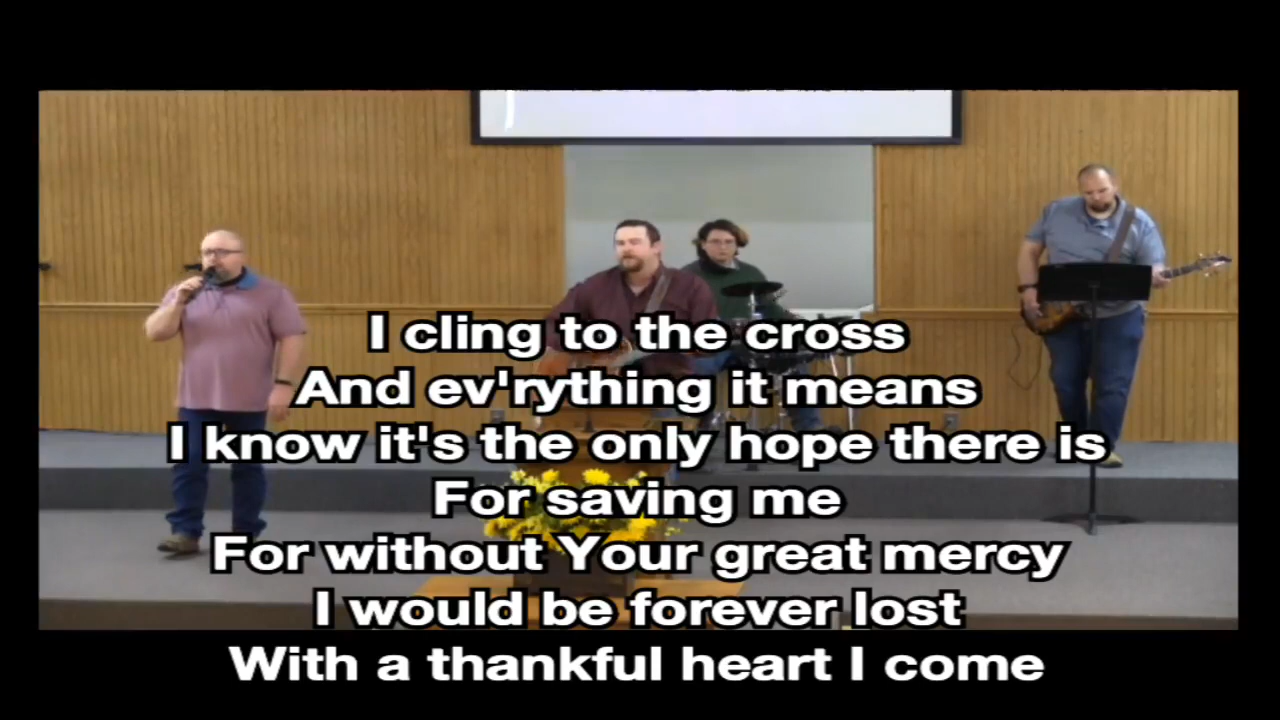 I cling to the cross
And ev'rything it means
I know it's the only hope there is
For saving me
For without Your great mercy
I would be forever lost
With a thankful heart I come